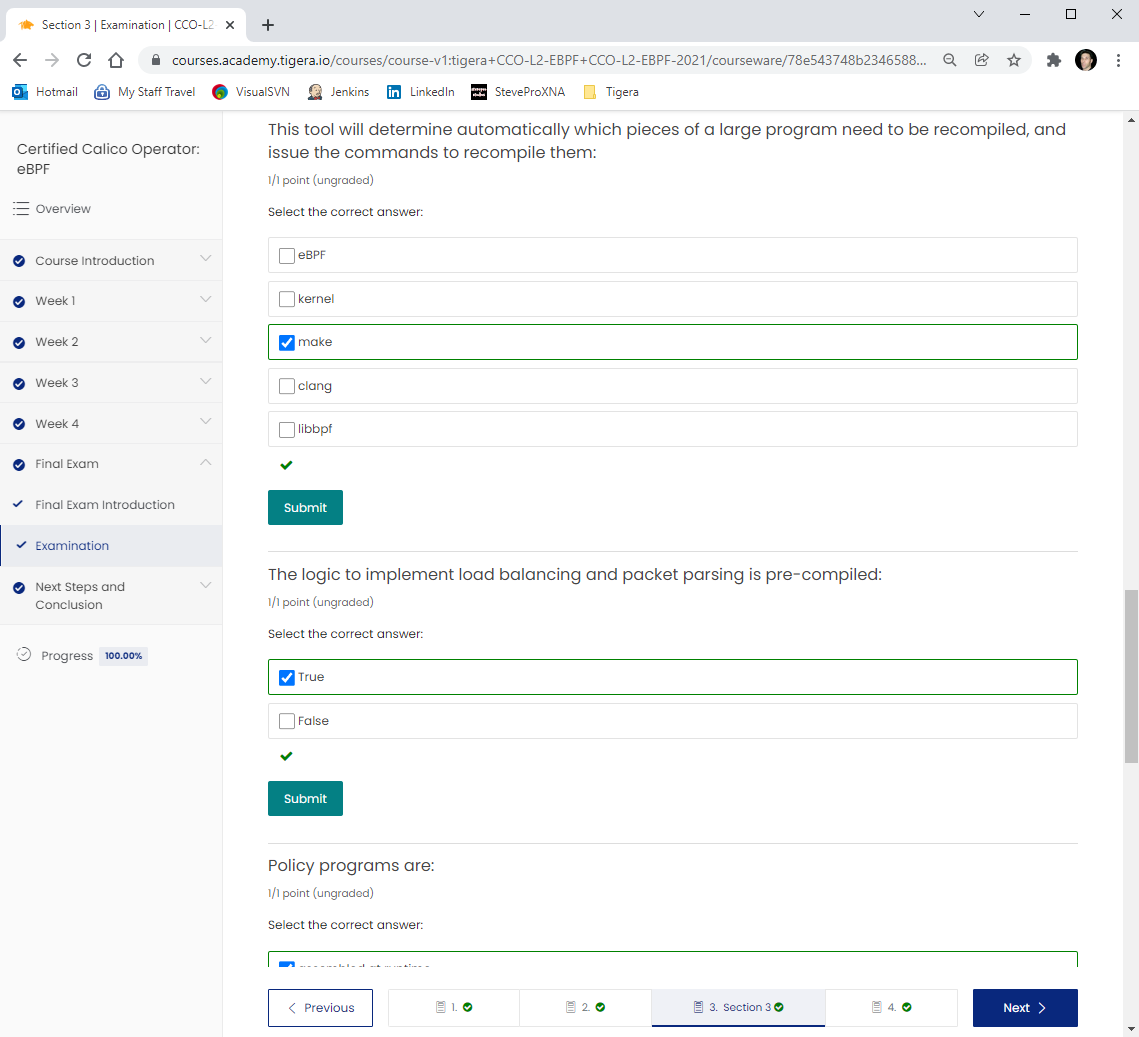 Section 3 | Examination | CCO-L2
courses.academy.tigera.io/courses/course-v1:tigera+CCO-L2-EBPF+CCO-L2-EBPF-2021/courseware/78e543748b2346588...
Hotmail My Staff Travel VisualSVN Jenkins LinkedIn SteveProXNA Tigera
Certified Calico Operator:
eBPF
Overview
Course Introduction
Week 1
Week 2
Week 3
Week 4
Final Exam
Final Exam Introduction
Examination
Next Steps and
Conclusion
Progress 100.00%
This tool will determine automatically which pieces of a large program need to be recompiled, and
issue the commands to recompile them:
1/1 point (ungraded)
Select the correct answer:
eBPF
kernel
make
clang
libbpf
Submit
The logic to implement load balancing and packet parsing is pre-compiled:
1/1 point (ungraded)
Select the correct answer:
True
False
Submit
Policy programs are:
1/1 point (ungraded)
Select the correct answer:
assembled at runtime
Previous 1. 2. 3. Section 3 4. Next